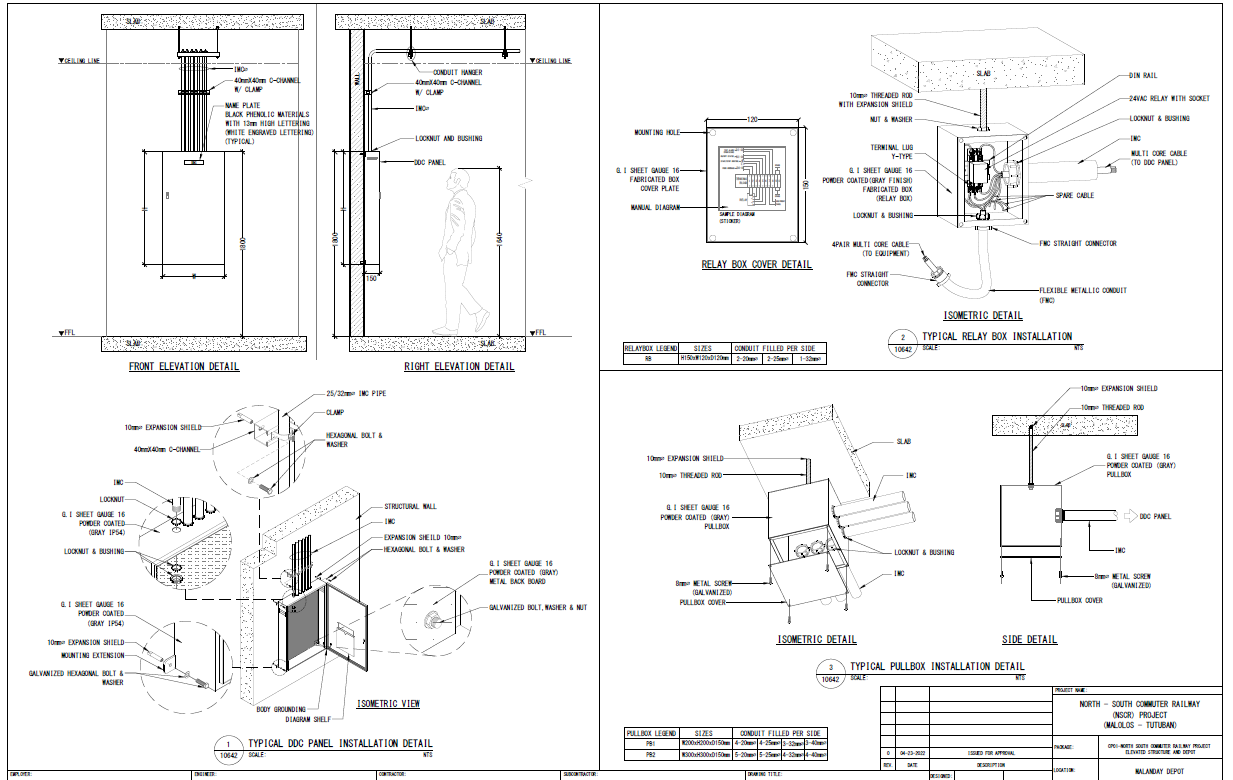 SLAB
CEILING LINE
IMC
40mmX40mm C-CHANNEL
W/ CLAMP
NAME PLATE
BLACK PHENOLIC MATERIALS
WITH 13mm HIGH LETTERING
(WHITE ENGRAVED LETTERING)
(TYPICAL)
1800
FFL
SLAB
FRONT ELEVATION DETAIL
SLAB
CEILING LINE
WALL
CONDUIT HANGER
40mmX40mm C-CHANNEL
W/ CLAMP
IMC⌀
LOCKNUT AND BUSHING
DDC PANEL
1800
1640
150
FFL
SLAB
RIGHT ELEVATION DETAIL
25/32mm⌀ IMC PIPE
CLAMP
10mm⌀ EXPANSION SHIELD
HEXAGONAL BOLT &
WASHER
40mmX40mm C-CHANNEL
IMC
LOCKNUT
G.I SHEET GAUGE 16
POWDER COATED
(GRAY IP54)
LOCKNUT & BUSHING
STRUCTURAL WALL
IMC
EXPANSION SHEILD 10mm⌀
HEXAGONAL BOLT & WASHER
G.I SHEET GAUGE 16
POWDER COATED (GRAY)
METAL BACK BOARD
GALVANIZED BOLT,WASHER & NUT
G.I SHEET GAUGE 16
POWDER COATED
(GRAY IP54)
10mm⌀ EXPANSION SHIELD
MOUNTING EXTENSION
GALVANIZED HEXAGONAL BOLT &
WASHER
BODY GROUNDING
DIAGRAM SHELF
ISOMETRIC VIEW
1
10642
TYPICAL DDC PANEL INSTALLATION DETAIL
SCALE:
NTS
120
150
MOUNTING HOLE
G.I SHEET GAUGE 16
FABRICATED BOX
COVER PLATE
MANUAL DIAGRAM
SAMPLE DIAGRAM
(STICKER)
RELAY BOX COVER DETAIL
SLAB
10mm⌀ THREADED ROD
WITH EXPANSION SHIELD
NUT & WASHER
TERMINAL LUG
Y-TYPE
G.I SHEET GAUGE 16
POWDER COATED(GRAY FINISH)
FABRICATED BOX
(RELAY BOX)
LOCKNUT & BUSHING
4PAIR MULTI CORE CABLE
(TO EQUIPMENT)
FMC STRAIGHT
CONNECTOR
DIN RAIL
24VAC RELAY WITH SOCKET
LOCKNUT & BUSHING
IMC
MULTI CORE CABLE
(TO DDC PANEL)
SPARE CABLE
FMC STRAIGHT CONNECTOR
FLEXIBLE METALLIC CONDUIT
(FMC)
ISOMETRIC DETAIL
2
10642
TYPICAL RELAY BOX INSTALLATION
SCALE:
NTS
RELAYBOX LEGEND SIZES CONDUIT FILLED PER SIDE
RB H150xW120xD120mm 2-20mm⌀ 2-25mm⌀ 1-32mm⌀
SLAB
10mm⌀ EXPANSION SHIELD
10mm⌀ THREADED ROD
IMC
G.I SHEET GAUGE 16
POWDER COATED (GRAY)
PULLBOX
LOCKNUT & BUSHING
IMC
8mm⌀ METAL SCREW
(GALVANIZED)
PULLBOX COVER
ISOMETRIC DETAIL
10mm⌀ EXPANSION SHIELD
10mm⌀ THREADED ROD
SLAB
G.I SHEET GAUGE 16
POWDER COATED (GRAY)
PULLBOX
DDC PANEL
IMC
8mm⌀ METAL SCREW
(GALVANIZED)
PULLBOX COVER
SIDE DETAIL
3
10642
TYPICAL PULLBOX INSTALLATION DETAIL
SCALE:
NTS
PULLBOX LEGEND SIZES CONDUIT FILLED PER SIDE
PB1 W200xH200xD150mm 4-20mm⌀ 4-25mm⌀ 3-32mm⌀ 3-40mm⌀
PB2 W300xH300xD150mm 5-20mm⌀ 5-25mm⌀ 4-32mm⌀ 4-40mm⌀
0 04-23-2022 ISSUED FOR APPROVAL
REV. DATE DESCRIPTION
DESIGNED:
PROJECT NAME:
NORTH - SOUTH COMMUTER RAILWAY
(NSCR) PROJECT
(MALOLOS - TUTUBAN)
PACKAGE:
CP01-NORTH SOUTH COMMUTER RAILWAY PROJECT
ELEVATED STRUCTURE AND DEPOT
LOCATION:
MALANDAY DEPOT
EMPLOYER:
ENGINEER:
CONTRACTOR:
SUBCONTRACTOR:
DRAWING TITLE: